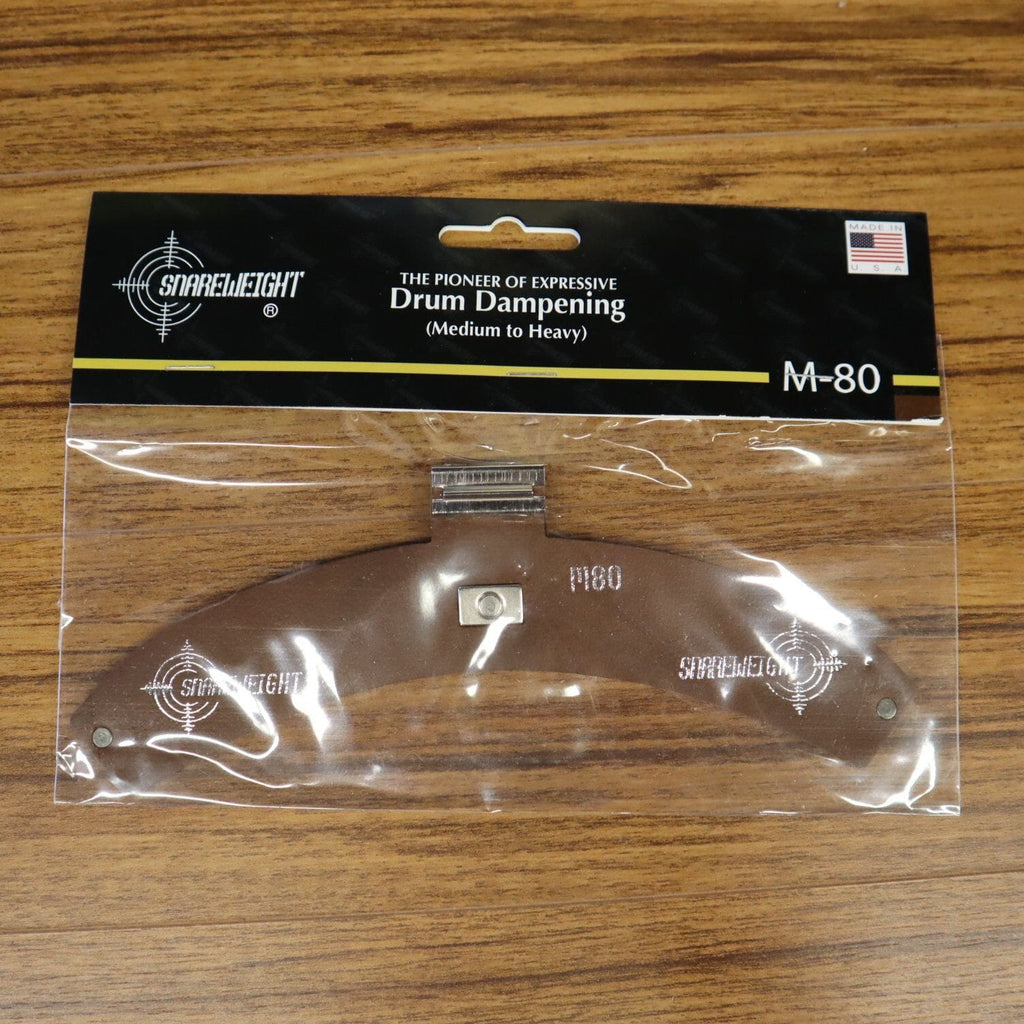 SNAREWEIGHT
®
THE PIONEER OF EXPRESSIVE
Drum Dampening
(Medium to Heavy)
MADE IN
U.S.A
M-80
M80
SNAREWEIGHT
SNAREWEIGHT